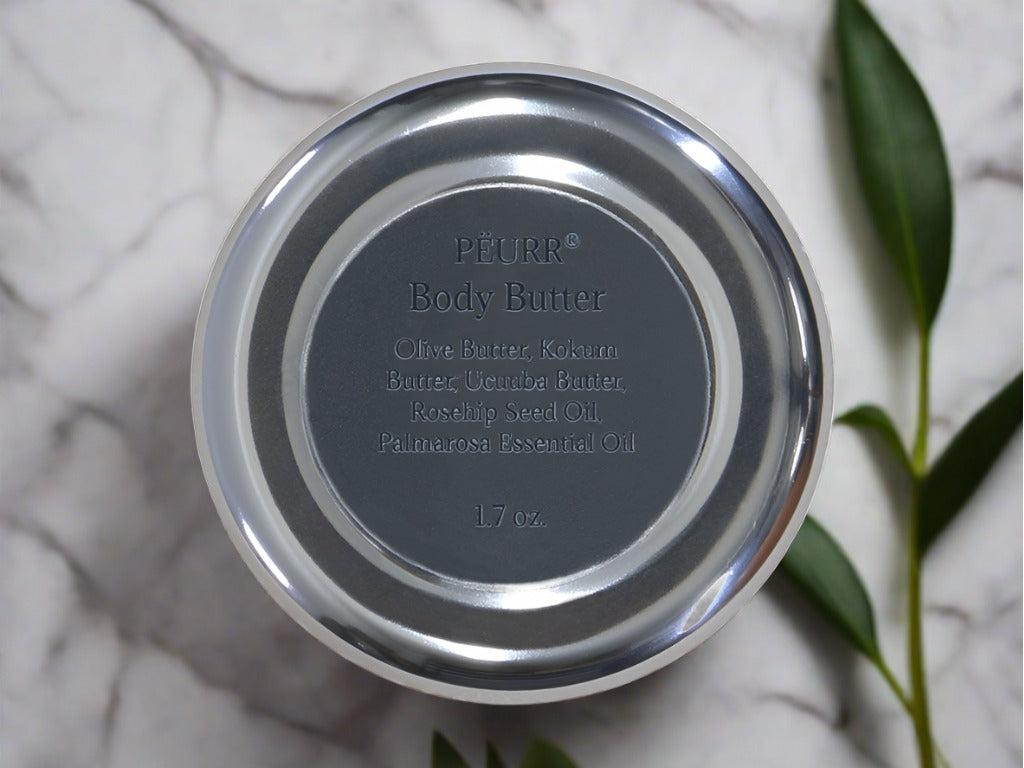 PËURR®
Body Butter
Olive Butter, Kokum
Butter, Ucuuba Butter,
Rosehip Seed Oil,
Palmarosa Essential Oil
1.7 oz.